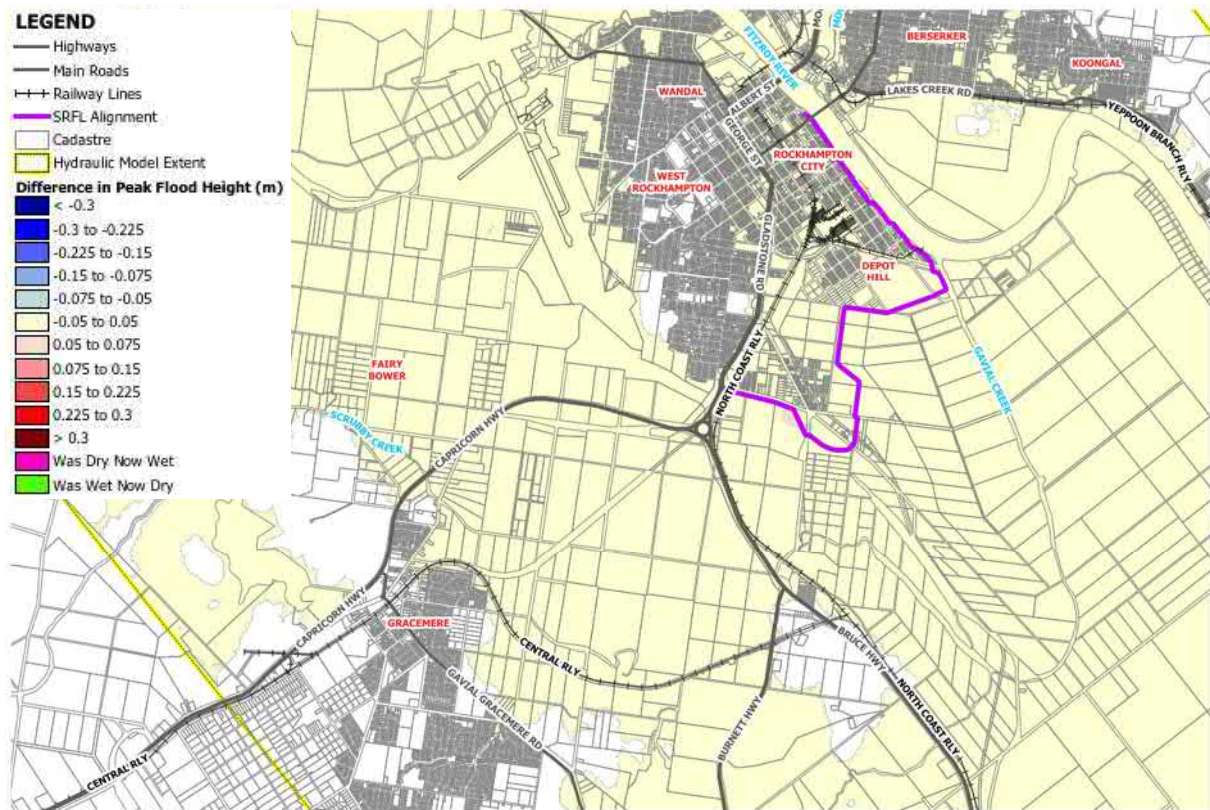 LEGEND
Highways
Main Roads
Railway Lines
SRFL Alignment
Cadastre
Hydraulic Model Extent
Difference in Peak Flood Height (m)
< -0.3
-0.3 to -0.225
-0.225 to -0.15
-0.15 to -0.075
-0.075 to -0.05
-0.05 to 0.05
0.05 to 0.075
0.075 to 0.15
0.15 to 0.225
0.225 to 0.3
> 0.3
Was Dry Now Wet
Was Wet Now Dry
BERSERKER
FITZROY RIVER
KOONGAL
WANDAL
ALBERT ST
LAKES CREEK RD
YEPPOON BRANCH RLY
GEORGE ST
ROCKHAMPTON
CITY
WEST
ROCKHAMPTON
GLADSTONE RD
DEPOT
HILL
NORTH COAST RLY
GAVIAL CREEK
FAIRY
BOWER
SCRUBBY CREEK
CAPRICORN HWY
CAPRICORN HWY
GRACEMERE
CENTRAL RLY
BRUCE HWY
GAVIAL GRACEMERE RD
BURNETT HWY
NORTH COAST RLY
CENTRAL RLY